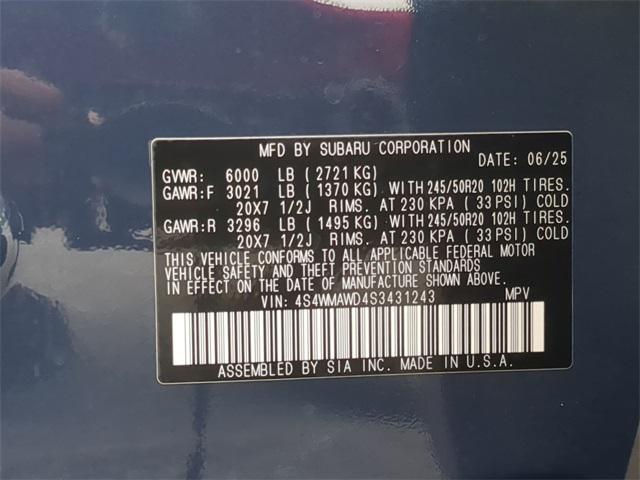 MFD BY SUBARU CORPORATION
DATE: 06/25
GVWR: 6000 LB ( 2721 KG)
GAWR:F 3021 LB ( 1370 KG) WITH 245/50R20 102H TIRES.
20X7 1/2J RIMS. AT 230 KPA ( 33 PSI) COLD
GAWR:R 3296 LB ( 1495 KG) WITH 245/50R20 102H TIRES.
20X7 1/2J RIMS. AT 230 KPA ( 33 PSI) COLD
THIS VEHICLE CONFORMS TO ALL APPLICABLE FEDERAL MOTOR
VEHICLE SAFETY AND THEFT PREVENTION STANDARDS
IN EFFECT ON THE DATE OF MANUFACTURE SHOWN ABOVE.
VIN: 4S4WMAWD4S3431243 MPV
ASSEMBLED BY SIA INC. MADE IN U.S.A.